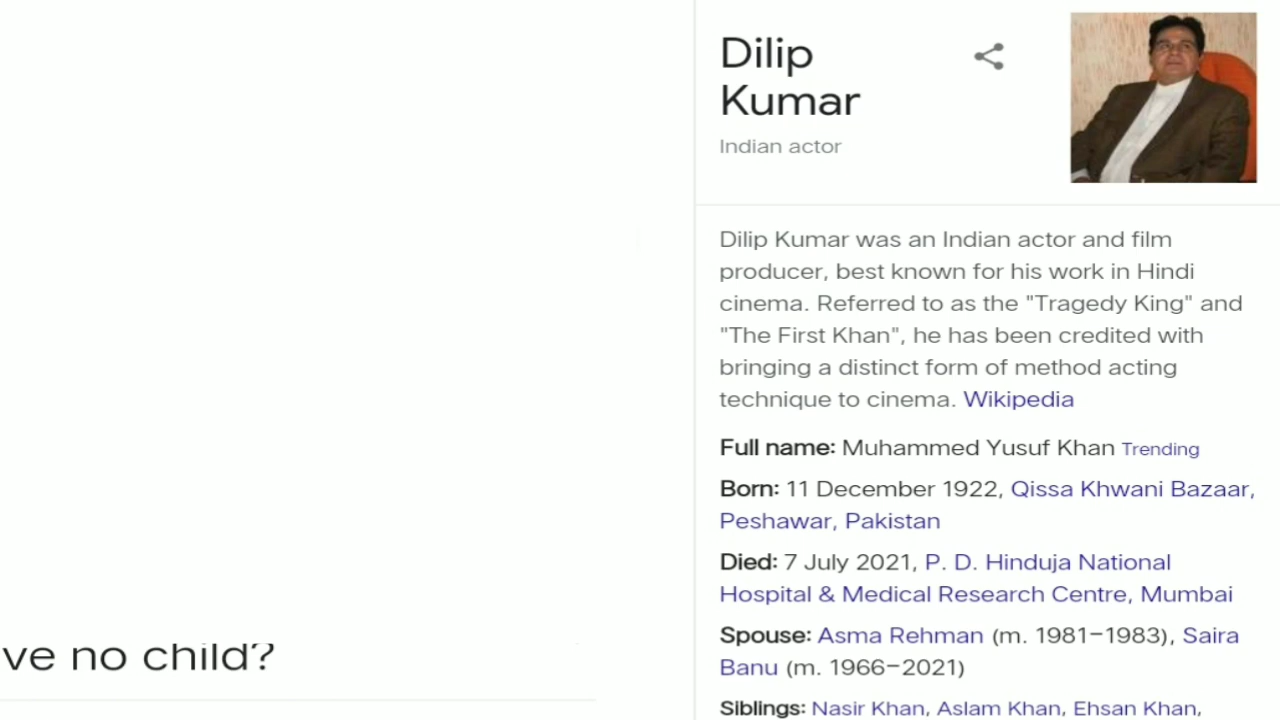 Dilip
Kumar
Indian actor
Dilip Kumar was an Indian actor and film
producer, best known for his work in Hindi
cinema. Referred to as the "Tragedy King" and
"The First Khan", he has been credited with
bringing a distinct form of method acting
technique to cinema. Wikipedia
Full name: Muhammed Yusuf Khan Trending
Born: 11 December 1922, Qissa Khwani Bazaar,
Peshawar, Pakistan
Died: 7 July 2021, P. D. Hinduja National
Hospital & Medical Research Centre, Mumbai
Spouse: Asma Rehman (m. 1981–1983), Saira
Banu (m. 1966–2021)
Siblings: Nasir Khan, Aslam Khan, Ehsan Khan,
ve no child?